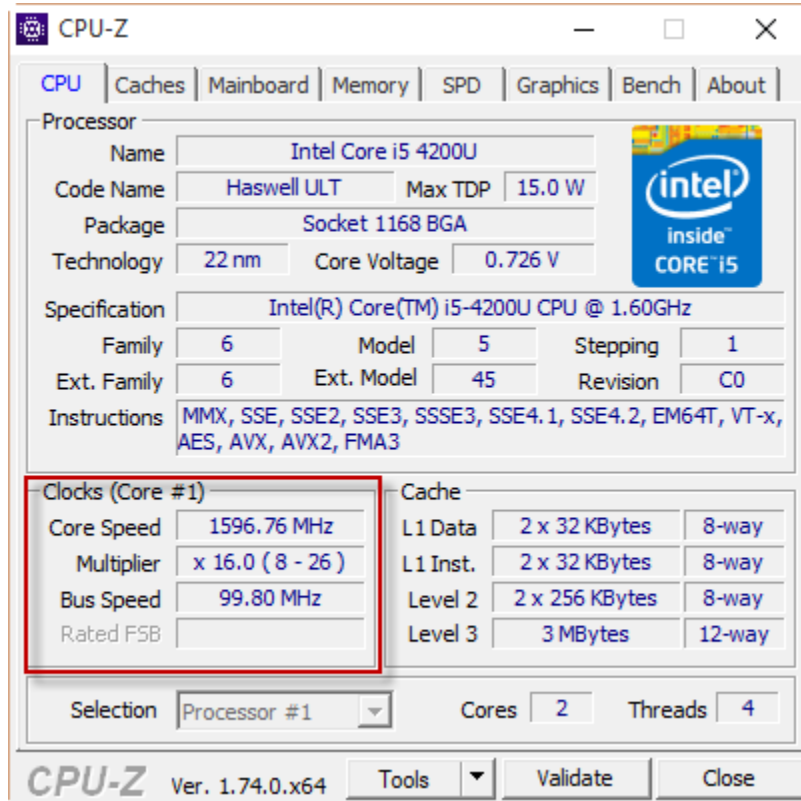 CPU-Z
CPU Caches Mainboard Memory SPD Graphics Bench About
Processor
Name Intel Core i5 4200U
Code Name Haswell ULT Max TDP 15.0 W
Package Socket 1168 BGA
Technology 22 nm Core Voltage 0.726 V
intel
inside™
CORE™ i5
Specification Intel(R) Core(TM) i5-4200U CPU @ 1.60GHz
Family 6 Model 5 Stepping 1
Ext. Family 6 Ext. Model 45 Revision C0
Instructions MMX, SSE, SSE2, SSE3, SSSE3, SSE4.1, SSE4.2, EM64T, VT-x,
AES, AVX, AVX2, FMA3
Clocks (Core #1)
Core Speed 1596.76 MHz
Multiplier x 16.0 ( 8 - 26 )
Bus Speed 99.80 MHz
Rated FSB
Cache
L1 Data 2 x 32 KBytes 8-way
L1 Inst. 2 x 32 KBytes 8-way
Level 2 2 x 256 KBytes 8-way
Level 3 3 MBytes 12-way
Selection Processor #1 Cores 2 Threads 4
CPU-Z Ver. 1.74.0.x64 Tools Validate Close